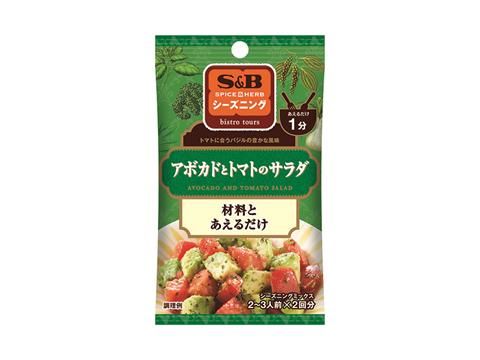 S&B
SPICE&HERB
シーズニング
bistro tours
あえるだけ
1分
トマトに合うバジルの豊かな風味
アボカドとトマトのサラダ
AVOCADO AND TOMATO SALAD
材料と
あえるだけ
シーズニングミックス
調理例
2~3人前×2回分